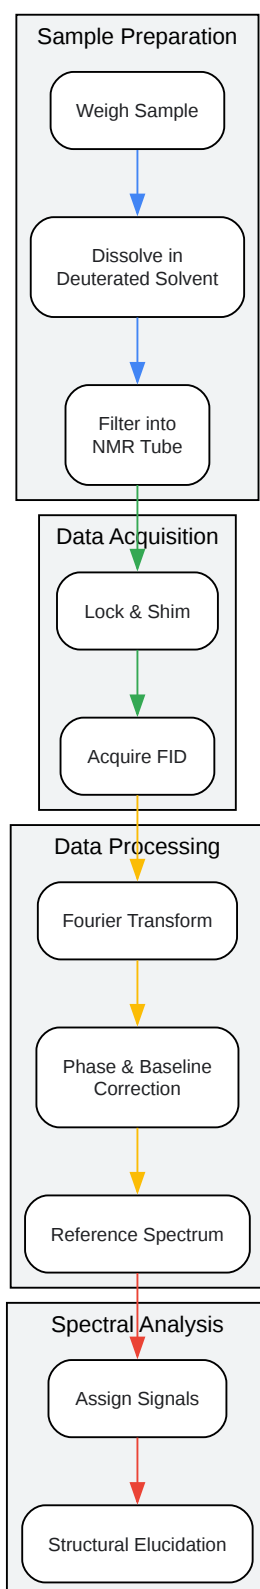 Sample Preparation
Weigh Sample
Dissolve in
Deuterated Solvent
Filter into
NMR Tube
Data Acquisition
Lock & Shim
Acquire FID
Data Processing
Fourier Transform
Phase & Baseline
Correction
Reference Spectrum
Spectral Analysis
Assign Signals
Structural Elucidation